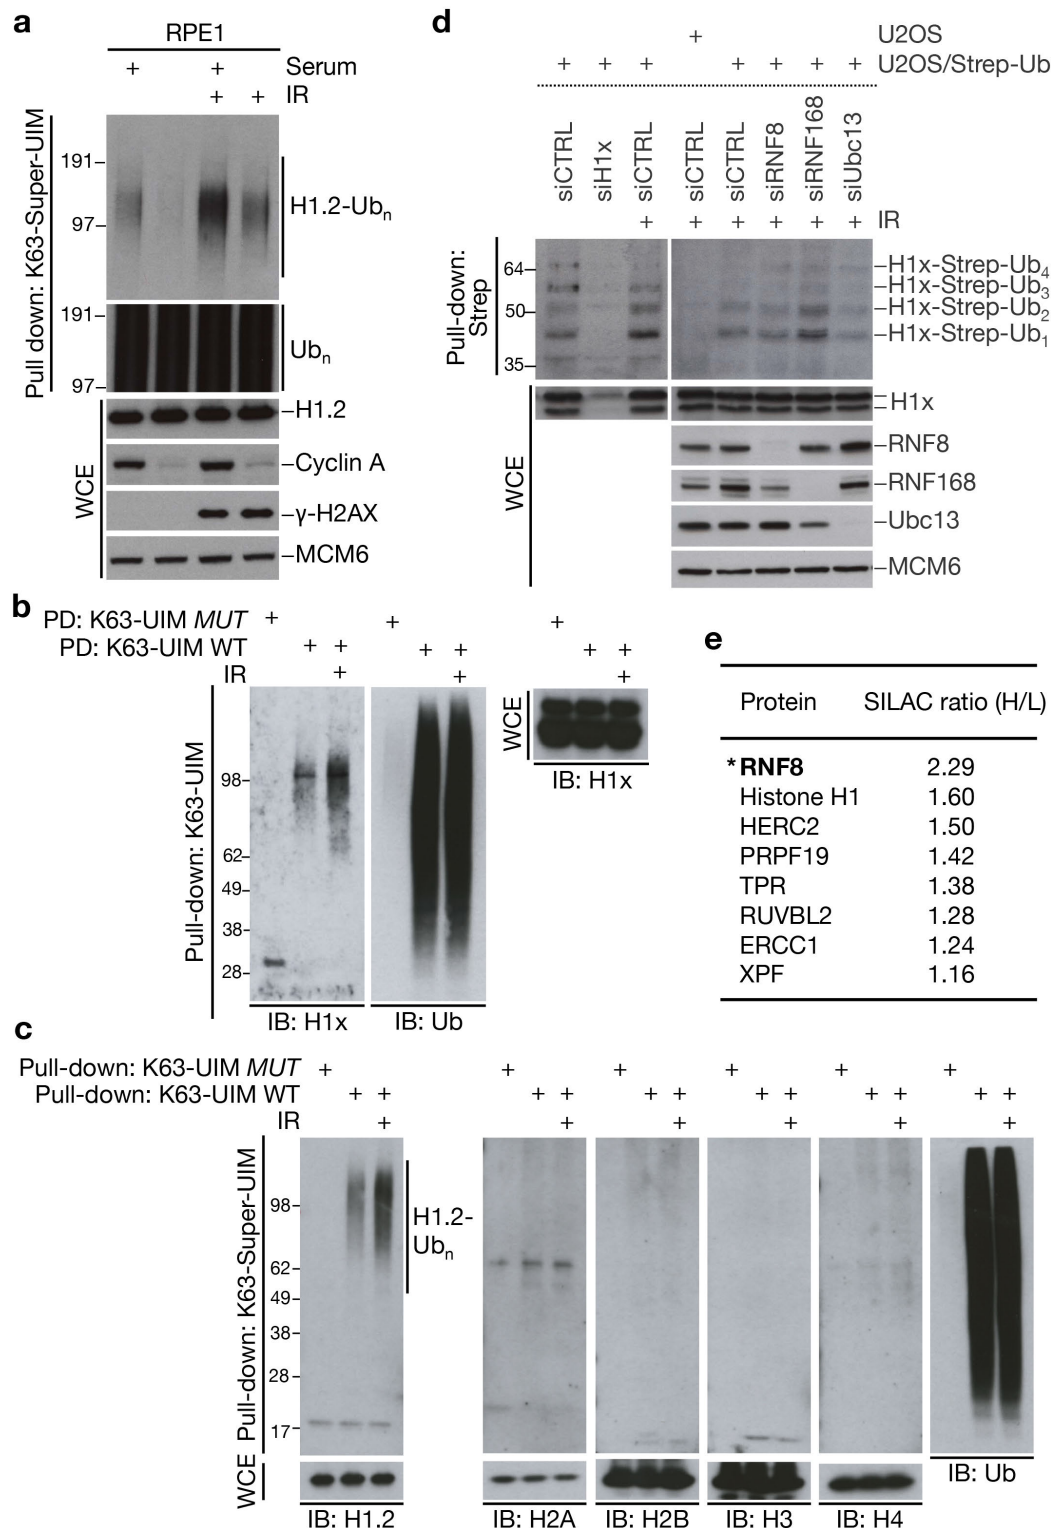 a
RPE1
+ + Serum
+ + IR
Pull down: K63-Super-UIM
191
97
H1.2-Ubn
191
97
Ubn
WCE
H1.2
Cyclin A
γ-H2AX
MCM6
d
+ U2OS
+ + + + + + + U2OS/Strep-Ub
siCTRL siH1x siCTRL siCTRL siCTRL siRNF8 siRNF168 siUbc13
+ + + + + + IR
Pull-down: Strep
64
50
35
H1x-Strep-Ub4
H1x-Strep-Ub3
H1x-Strep-Ub2
H1x-Strep-Ub1
WCE
H1x
RNF8
RNF168
Ubc13
MCM6
b
PD: K63-UIM MUT + + +
PD: K63-UIM WT + + + + + +
IR + + +
Pull-down: K63-UIM
98
62
49
38
28
IB: H1x IB: Ub
WCE
IB: H1x
e
Protein SILAC ratio (H/L)
*RNF8 2.29
Histone H1 1.60
HERC2 1.50
PRPF19 1.42
TPR 1.38
RUVBL2 1.28
ERCC1 1.24
XPF 1.16
c
Pull-down: K63-UIM MUT + + + + + +
Pull-down: K63-UIM WT + + + + + + + + + + + +
IR + + + + + +
Pull-down: K63-Super-UIM
98
62
49
38
28
17
H1.2-
Ubn
WCE
IB: Ub
IB: H1.2 IB: H2A IB: H2B IB: H3 IB: H4